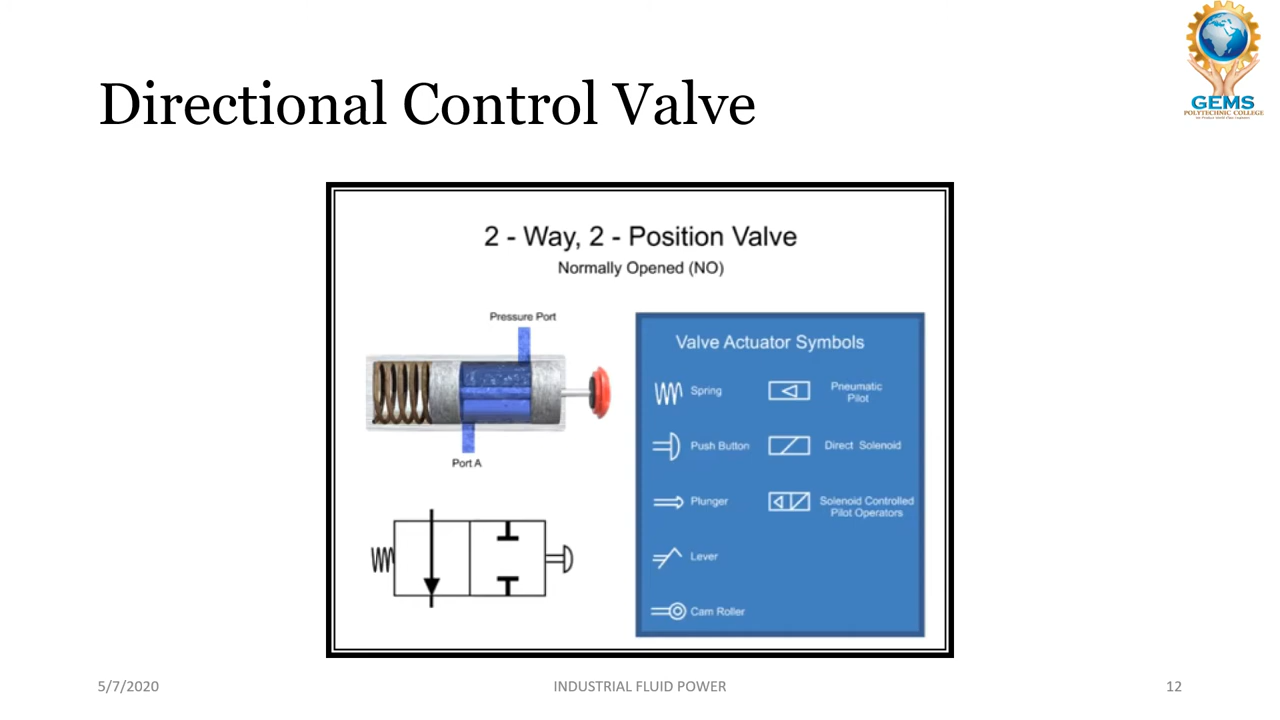 GEMS
POLYTECHNIC COLLEGE
Directional Control Valve
2 - Way, 2 - Position Valve
Normally Opened (NO)
Pressure Port
Port A
Valve Actuator Symbols
Spring
Pneumatic
Pilot
Push Button
Direct Solenoid
Plunger
Solenoid Controlled
Pilot Operators
Lever
Cam Roller
5/7/2020
INDUSTRIAL FLUID POWER
12